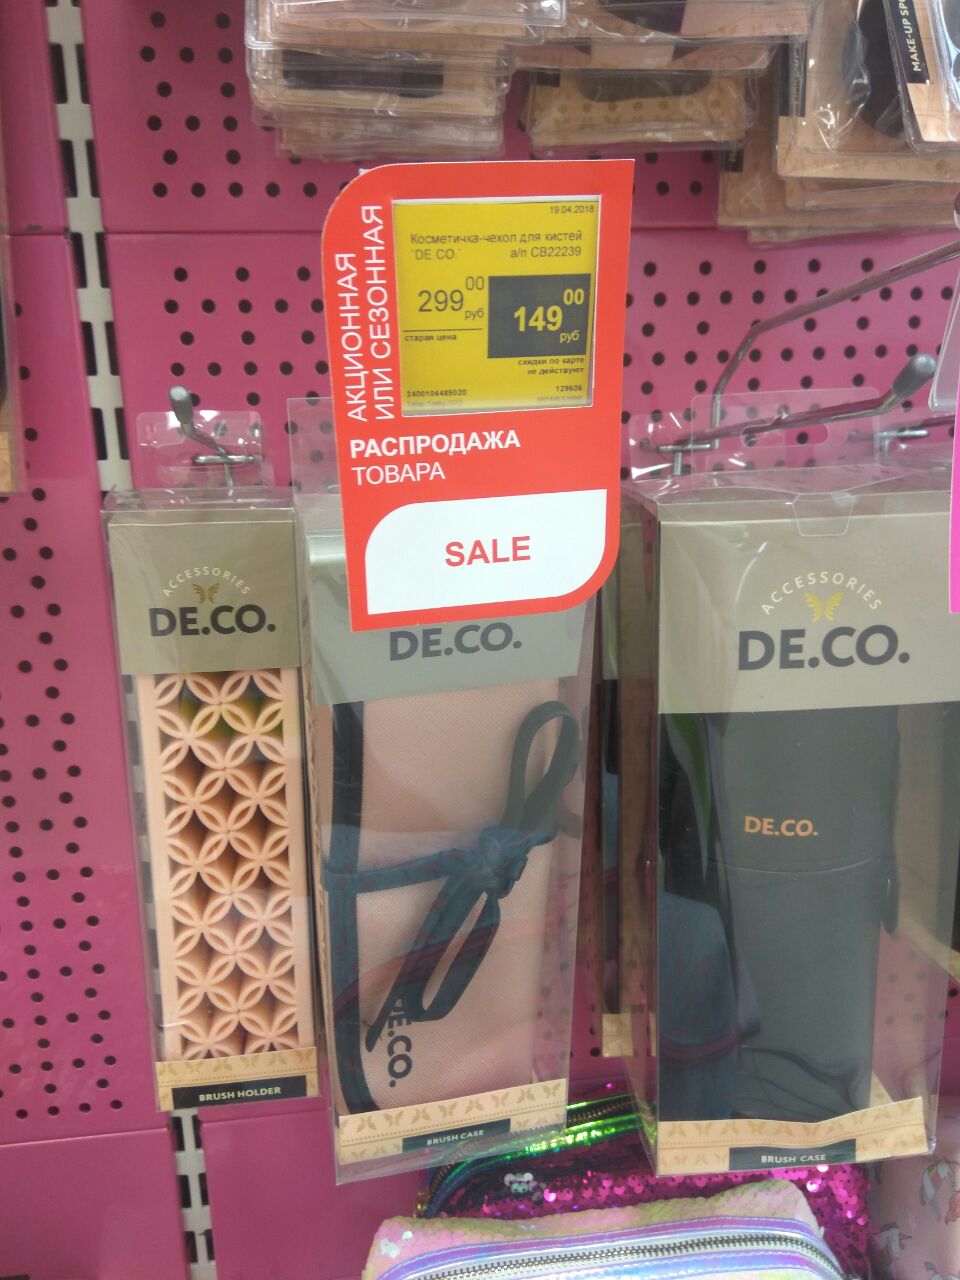 MAKE-UP SPO
19.04.2018
Косметичка-чехол для кистей
"DE CO." а/п CB22239
299 00 руб
149 00 руб
старая цена
скидки по карте
не действуют
2400104485020 129606
АКЦИОННАЯ
ИЛИ СЕЗОННАЯ
РАСПРОДАЖА
ТОВАРА
SALE
ACCESSORIES
DE.CO.
BRUSH HOLDER
DE.CO.
DE.CO.
BRUSH CASE
ACCESSORIES
DE.CO.
DE.CO.
BRUSH CASE